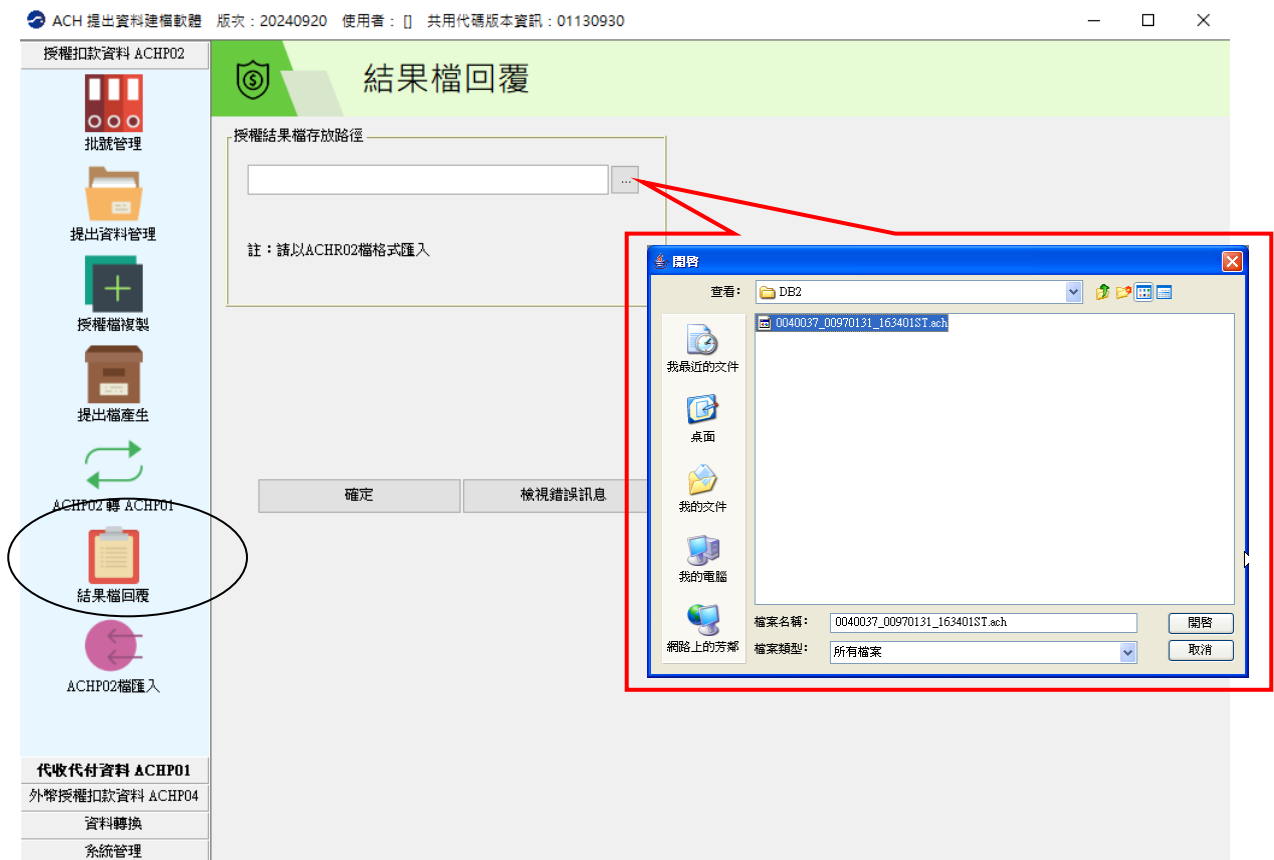 ACH 提出資料建檔軟體 版次：20240920 使用者：[] 共用代碼版本資訊：01130930
授權扣款資料 ACHP02
批號管理
提出資料管理
授權檔複製
提出檔產生
ACHP02 轉 ACHP01
結果檔回覆
ACHP02檔匯入
代收代付資料 ACHP01
外幣授權扣款資料 ACHP04
資料轉換
系統管理
結果檔回覆
授權結果檔存放路徑
...
註：請以ACHR02檔格式匯入
確定
檢視錯誤訊息
開啓
查看：
DB2
0040037_00970131_163401ST.ach
我最近的文件
桌面
我的文件
我的電腦
網路上的芳鄰
檔案名稱：
0040037_00970131_163401ST.ach
開啓
檔案類型：
所有檔案
取消